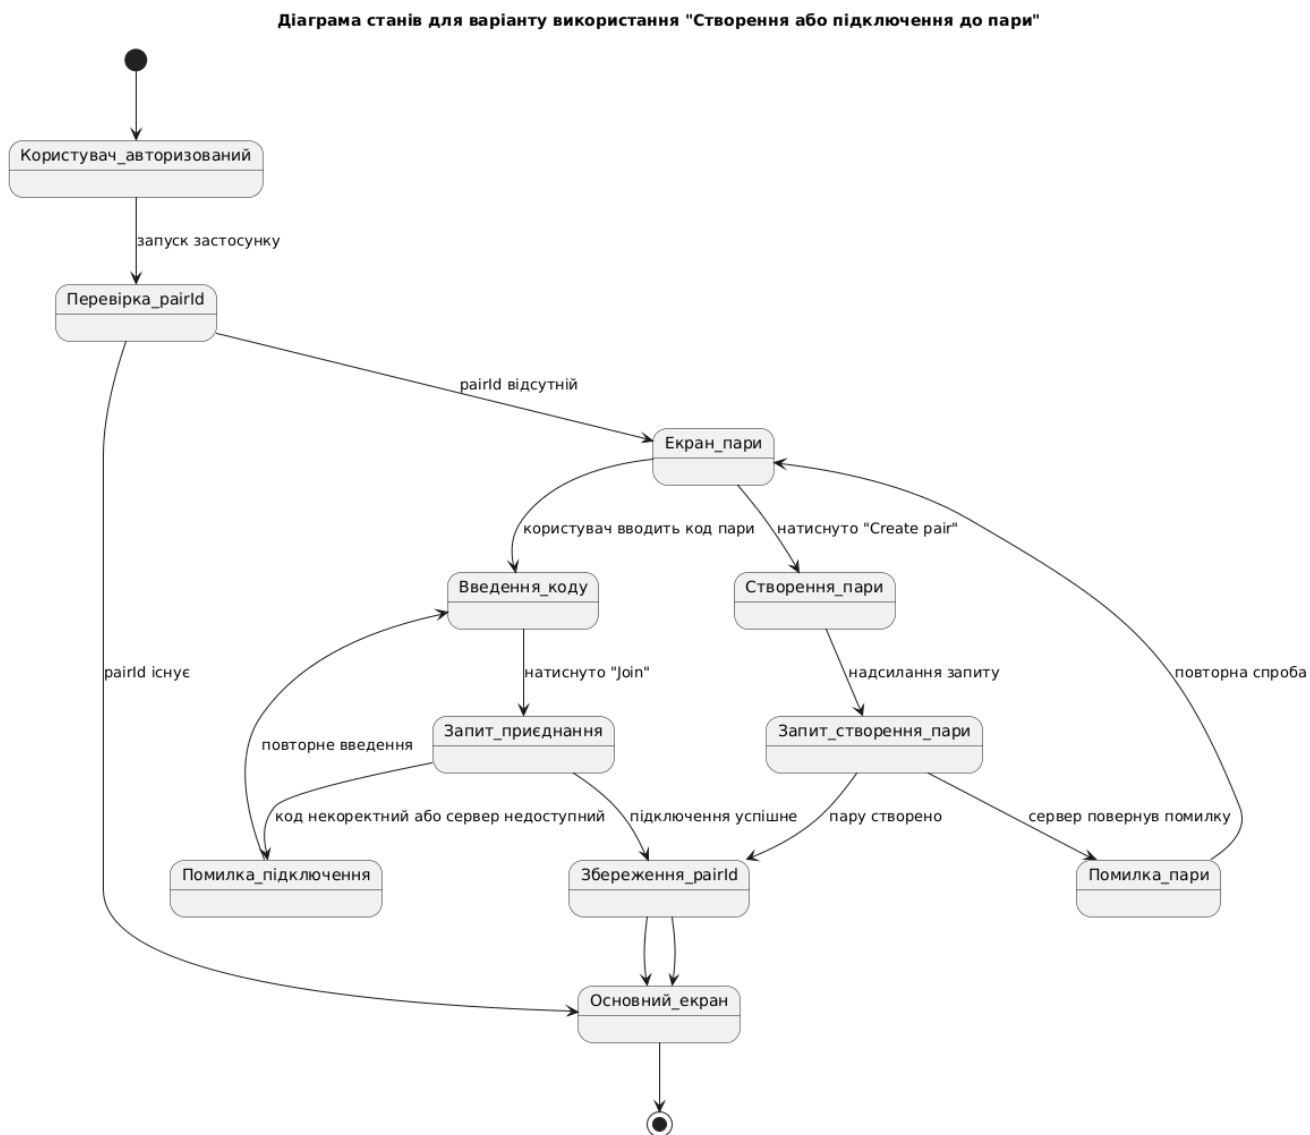 Діаграма станів для варіанту використання "Створення або підключення до пари"
Користувач_авторизований
запуск застосунку
Перевірка_pairId
pairId відсутній
Екран_пари
користувач вводить код пари
натиснуто "Create pair"
Введення_коду
Створення_пари
pairId існує
натиснуто "Join"
надсилання запиту
повторна спроба
Запит_приєднання
Запит_створення_пари
повторне введення
код некоректний або сервер недоступний
підключення успішне
пару створено
сервер повернув помилку
Помилка_підключення
Збереження_pairId
Помилка_пари
Основний_екран